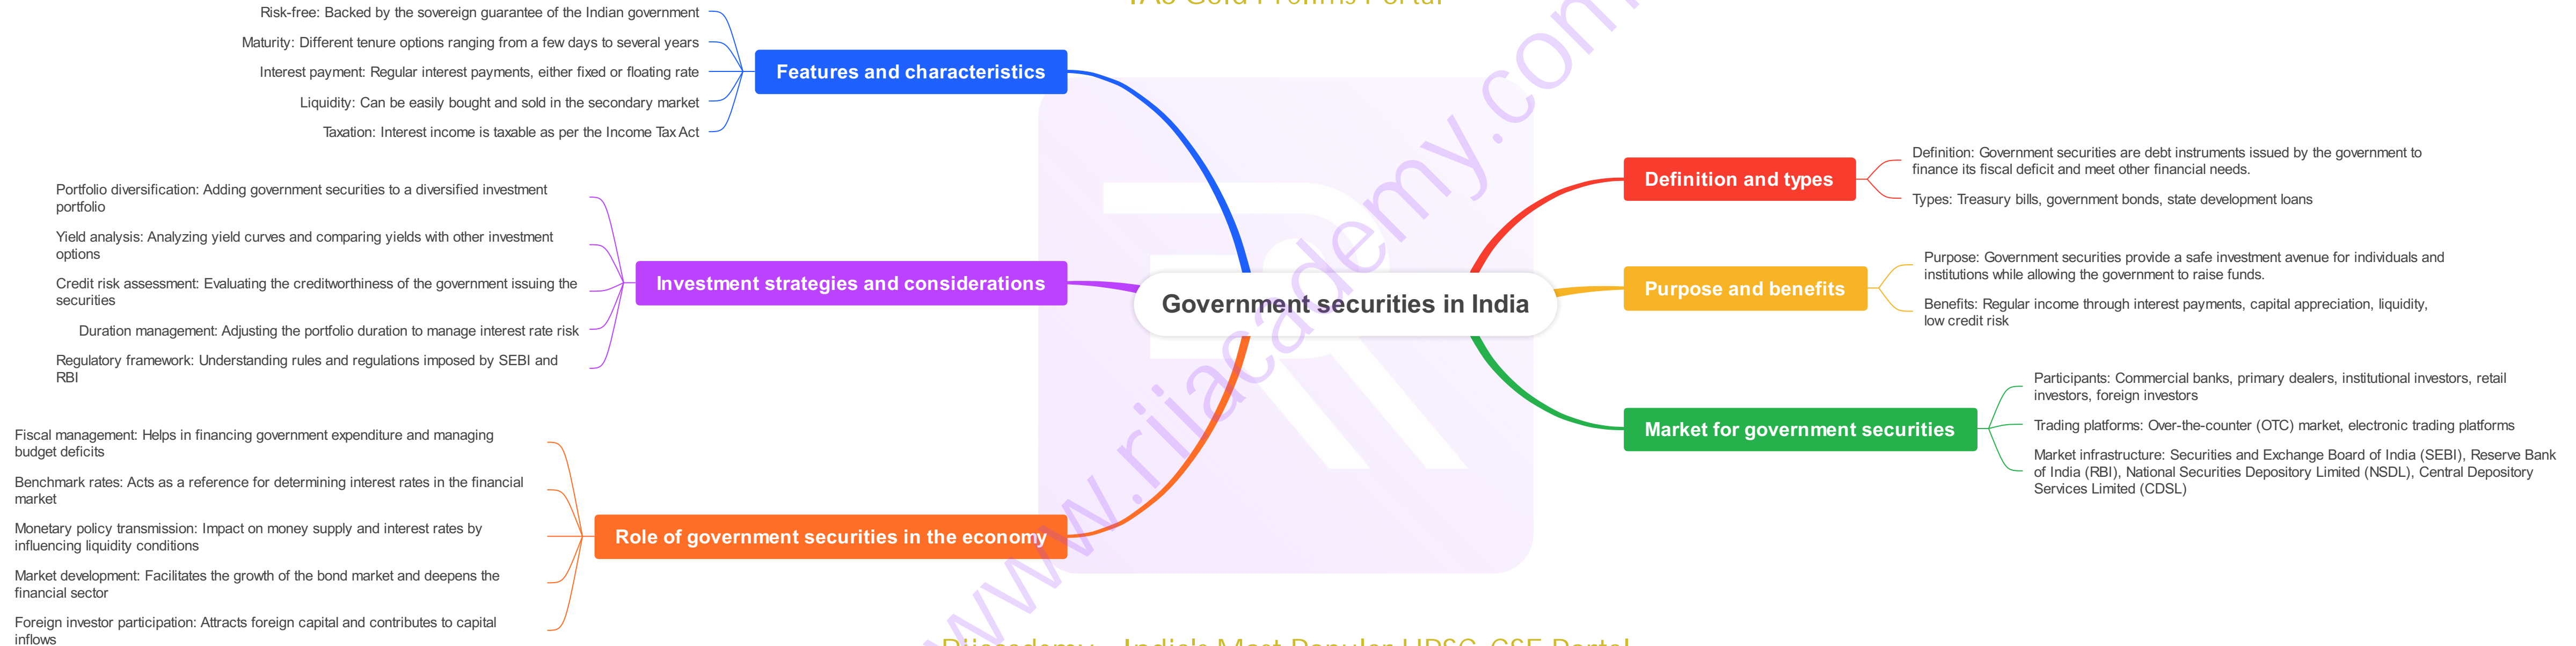 Risk-free: Backed by the sovereign guarantee of the Indian government
Maturity: Different tenure options ranging from a few days to several years
Interest payment: Regular interest payments, either fixed or floating rate
Liquidity: Can be easily bought and sold in the secondary market
Taxation: Interest income is taxable as per the Income Tax Act
Features and characteristics
Portfolio diversification: Adding government securities to a diversified investment
portfolio
Yield analysis: Analyzing yield curves and comparing yields with other investment
options
Credit risk assessment: Evaluating the creditworthiness of the government issuing the
securities
Duration management: Adjusting the portfolio duration to manage interest rate risk
Regulatory framework: Understanding rules and regulations imposed by SEBI and
RBI
Investment strategies and considerations
Fiscal management: Helps in financing government expenditure and managing
budget deficits
Benchmark rates: Acts as a reference for determining interest rates in the financial
market
Monetary policy transmission: Impact on money supply and interest rates by
influencing liquidity conditions
Market development: Facilitates the growth of the bond market and deepens the
financial sector
Foreign investor participation: Attracts foreign capital and contributes to capital
inflows
Role of government securities in the economy
Government securities in India
Definition and types
Definition: Government securities are debt instruments issued by the government to
finance its fiscal deficit and meet other financial needs.
Types: Treasury bills, government bonds, state development loans
Purpose and benefits
Purpose: Government securities provide a safe investment avenue for individuals and
institutions while allowing the government to raise funds.
Benefits: Regular income through interest payments, capital appreciation, liquidity,
low credit risk
Market for government securities
Participants: Commercial banks, primary dealers, institutional investors, retail
investors, foreign investors
Trading platforms: Over-the-counter (OTC) market, electronic trading platforms
Market infrastructure: Securities and Exchange Board of India (SEBI), Reserve Bank
of India (RBI), National Securities Depository Limited (NSDL), Central Depository
Services Limited (CDSL)
www.rijiacademy.com
India's Most Popular UPSC-CSE Portal